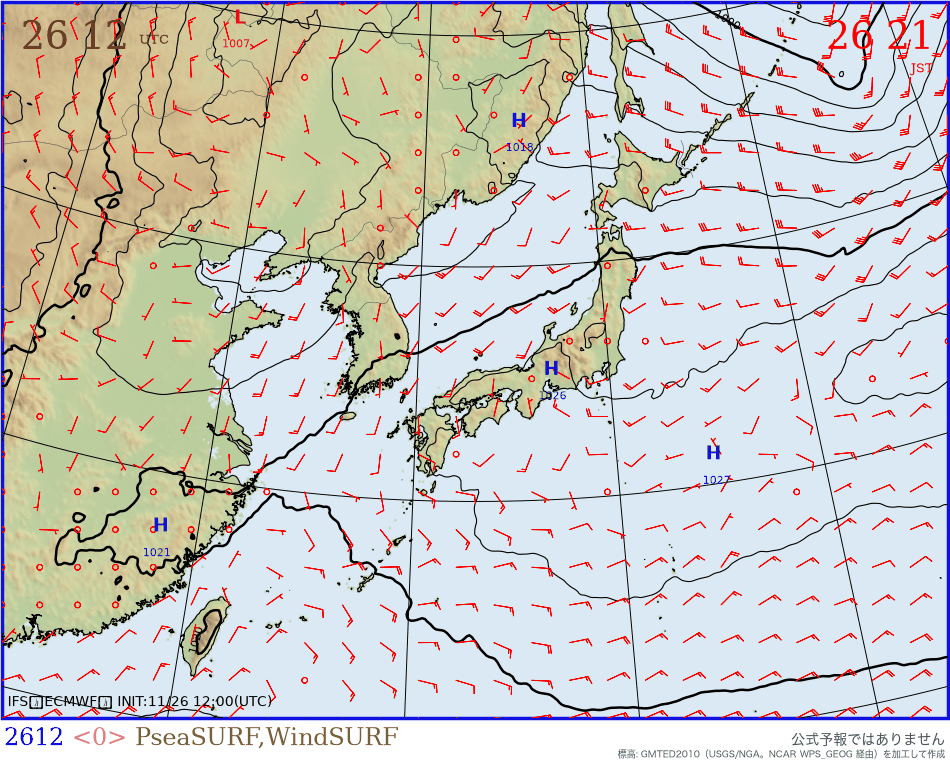 26 12 UTC
26 21
JST
L
1007
H
1018
H
1026
H
1027
H
1021
IFS ECMWF INIT:11/26 12:00(UTC)
2612 <0> PseaSURF,WindSURF
公式予報ではありません
標高: GMTED2010（USGS/NGA。NCAR WPS_GEOG 経由）を加工して作成